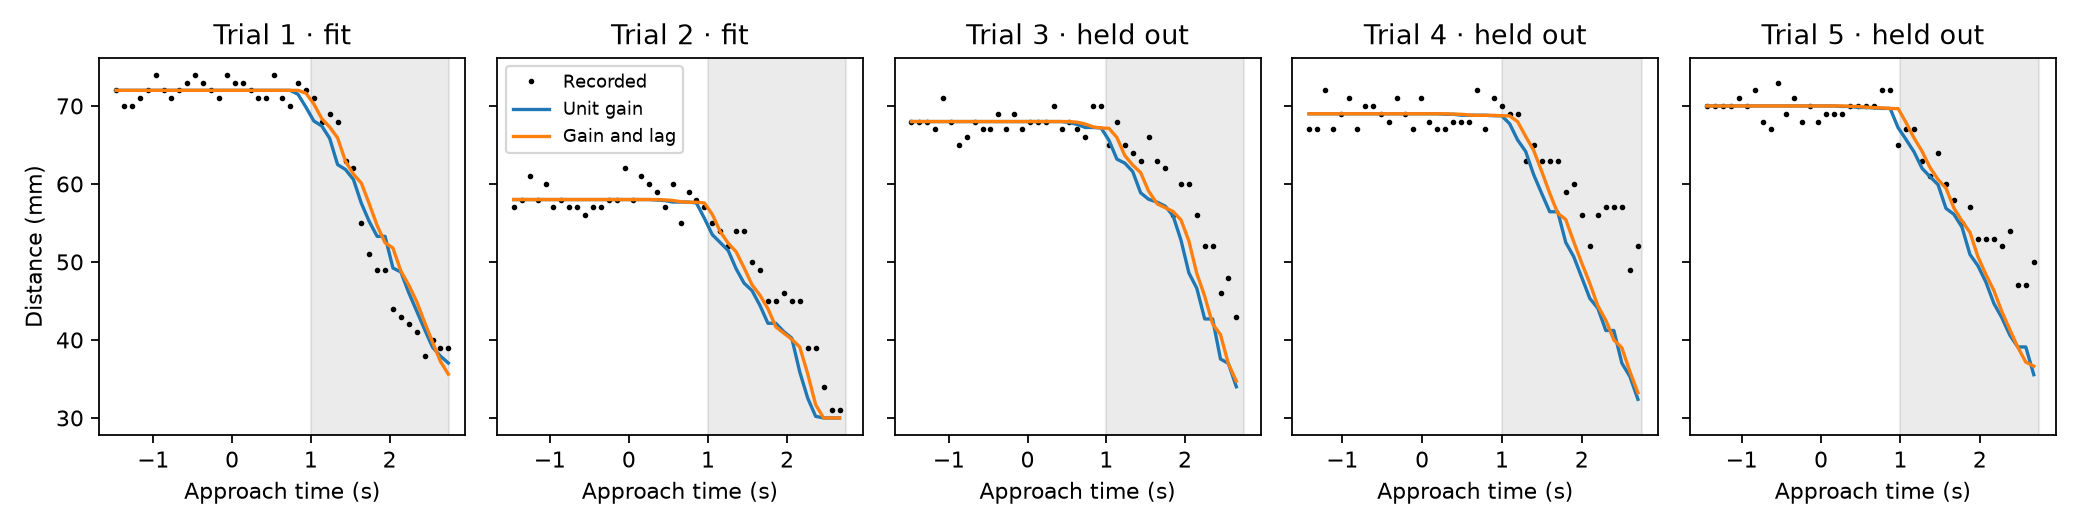 Trial 1 · fit
Trial 2 · fit
Trial 3 · held out
Trial 4 · held out
Trial 5 · held out
Recorded
Unit gain
Gain and lag
Distance (mm)
70
60
50
40
30
−1 0 1 2
−1 0 1 2
−1 0 1 2
−1 0 1 2
−1 0 1 2
Approach time (s)
Approach time (s)
Approach time (s)
Approach time (s)
Approach time (s)